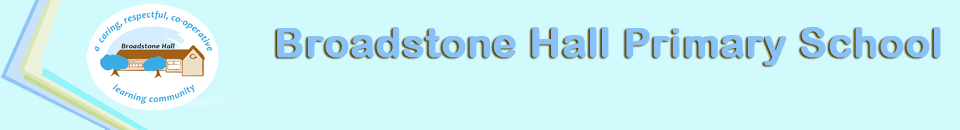 a caring, respectful, co-operative
Broadstone Hall
learning community
Broadstone Hall Primary School